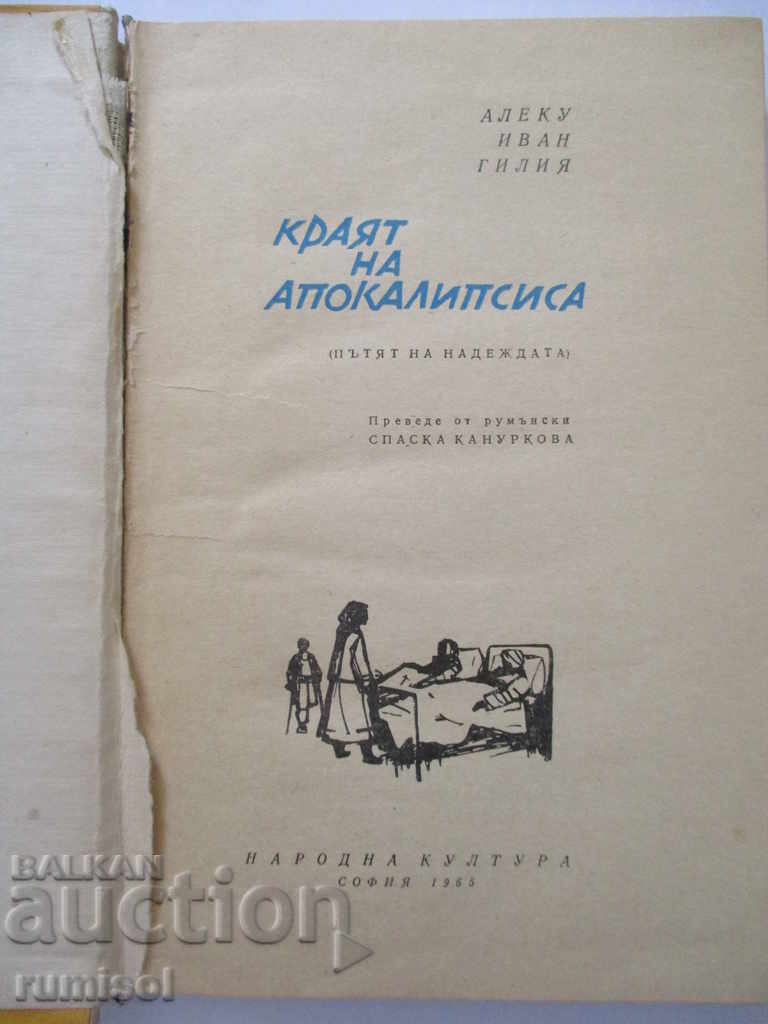 АЛЕКУ
ИВАН
ГИЛИЯ
КРАЯТ
НА
АПОКАЛИПСИСА
(ПЪТЯТ НА НАДЕЖДАТА)
Преведе от румънски
СПАСКА КАНУРКОВА
НАРОДНА КУЛТУРА
СОФИЯ 1965
BALKAN
auction
rumisol